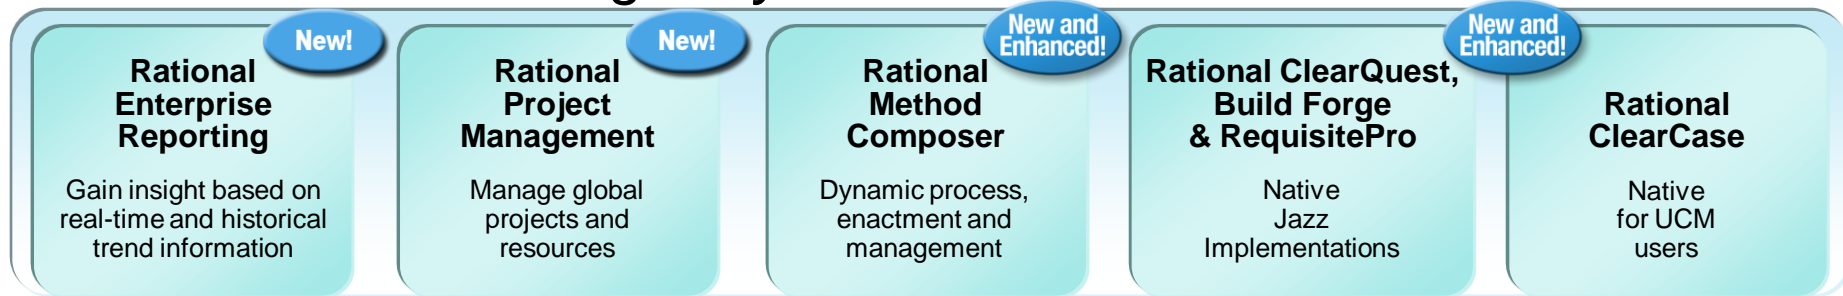 New!
Rational
Enterprise
Reporting
Gain insight based on
real-time and historical
trend information
New!
Rational
Project
Management
Manage global
projects and
resources
New and
Enhanced!
Rational
Method
Composer
Dynamic process,
enactment and
management
Rational ClearQuest,
Build Forge
& RequisitePro
Native
Jazz
Implementations
New and
Enhanced!
Rational
ClearCase
Native
for UCM
users